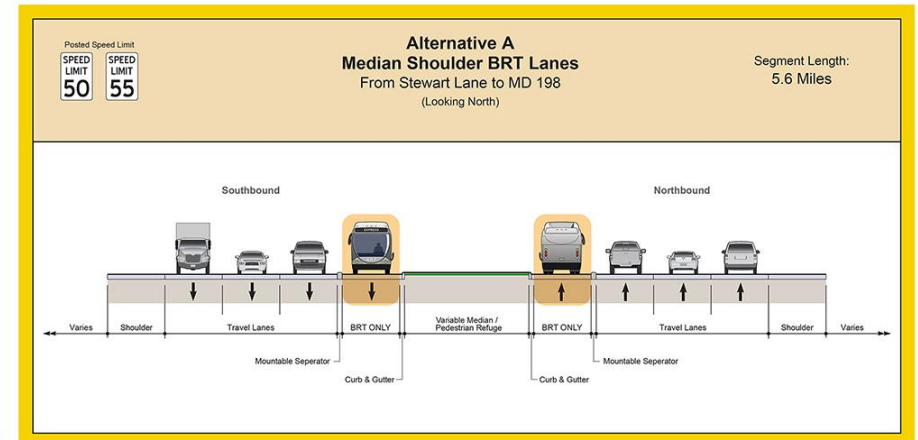 Posted Speed Limit
SPEED LIMIT 50
SPEED LIMIT 55
Alternative A
Median Shoulder BRT Lanes
From Stewart Lane to MD 198
(Looking North)
Segment Length:
5.6 Miles
Southbound
Northbound
EXPRESS
Varies
Shoulder
Travel Lanes
BRT ONLY
Variable Median /
Pedestrian Refuge
BRT ONLY
Travel Lanes
Shoulder
Varies
Mountable Seperator
Mountable Seperator
Curb & Gutter
Curb & Gutter